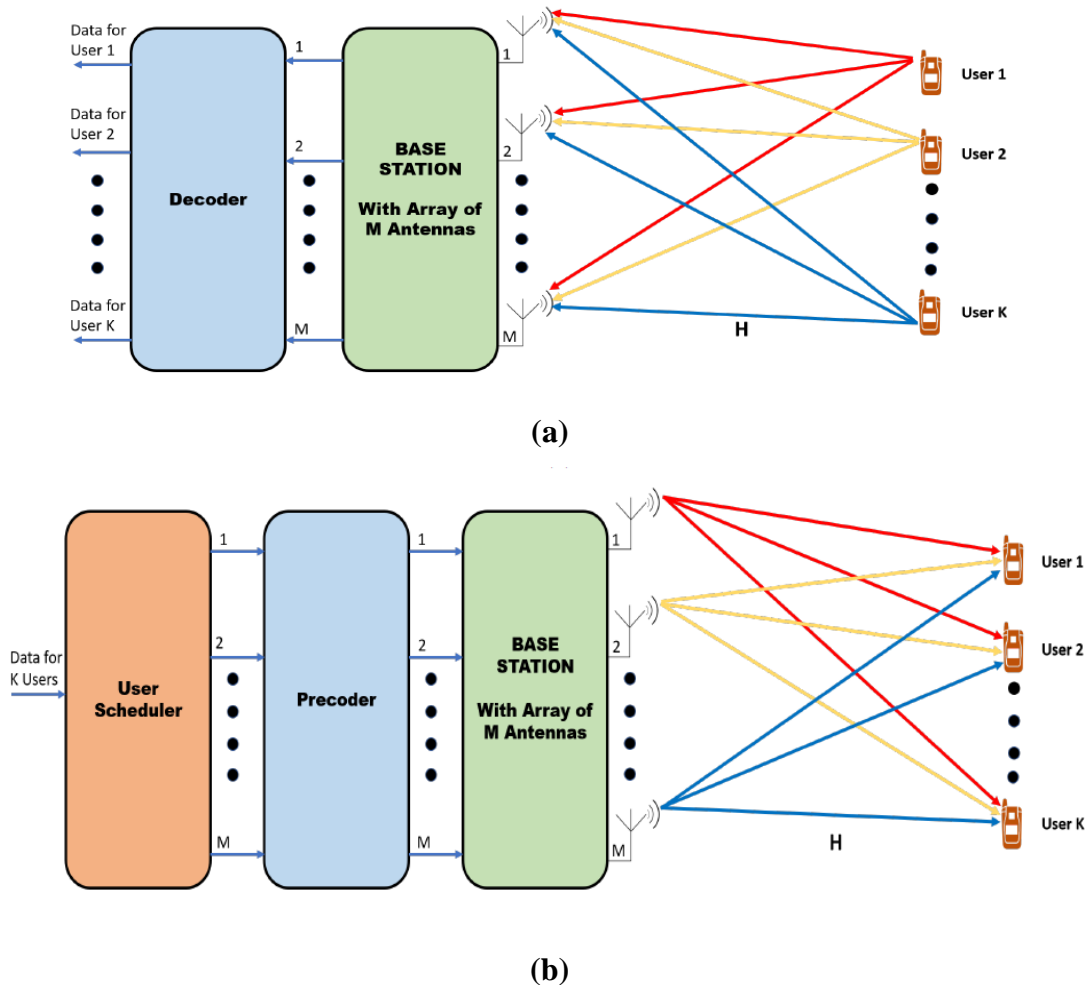 Data for
User 1
1
1
User 1
Data for
User 2
2
2
User 2
BASE
STATION
With Array of
M Antennas
Decoder
Data for
User K
M
M
User K
H
(a)
1
1
1
User 1
2
2
2
User 2
Data for
K Users
User
Scheduler
Precoder
BASE
STATION
With Array of
M Antennas
M
M
M
User K
H
(b)